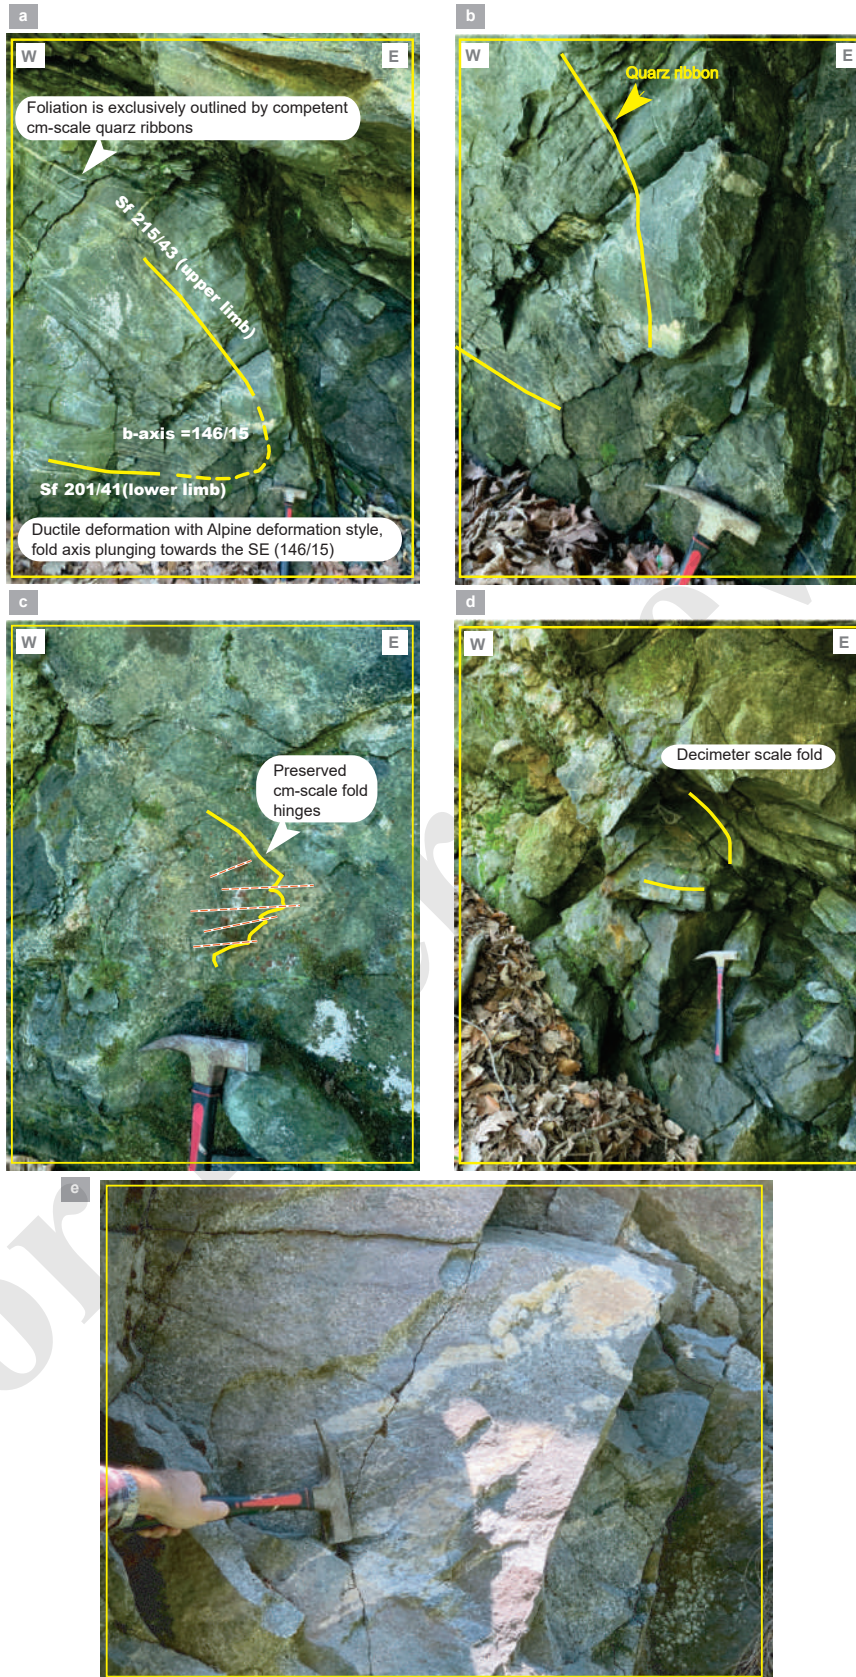 a
W
E
Foliation is exclusively outlined by competent
cm-scale quarz ribbons
Sf 215/43 (upper limb)
b-axis =146/15
Sf 201/41(lower limb)
Ductile deformation with Alpine deformation style,
fold axis plunging towards the SE (146/15)
b
W
E
Quarz ribbon
c
W
E
Preserved
cm-scale fold
hinges
d
W
E
Decimeter scale fold
e